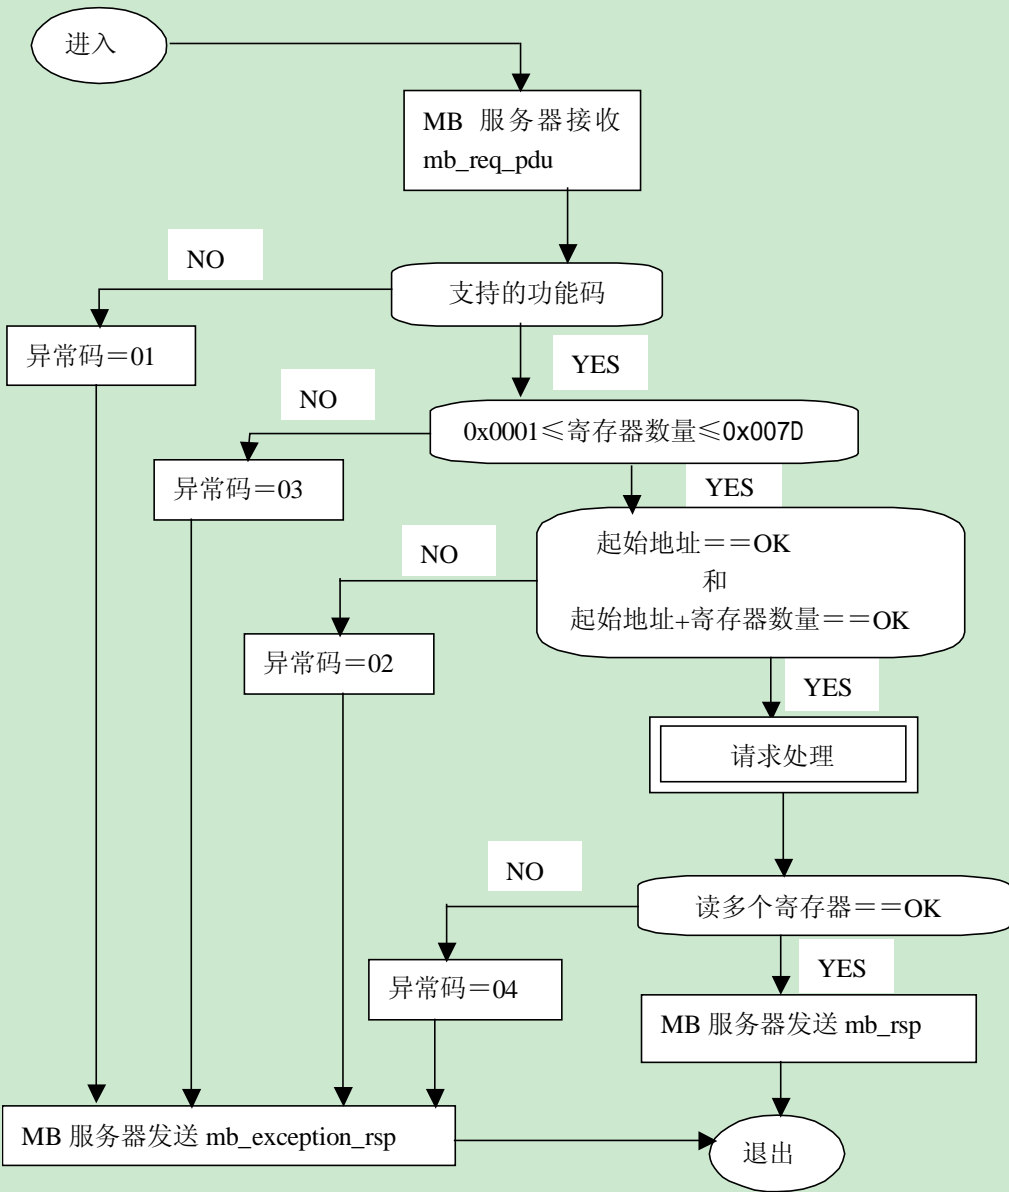 进入
MB 服务器接收
mb_req_pdu
NO
支持的功能码
异常码＝01
YES
NO
0x0001≤寄存器数量≤0x007D
异常码＝03
YES
起始地址＝＝OK
NO
和
起始地址+寄存器数量＝＝OK
异常码＝02
YES
请求处理
NO
读多个寄存器＝＝OK
YES
异常码＝04
MB 服务器发送 mb_rsp
MB 服务器发送 mb_exception_rsp
退出